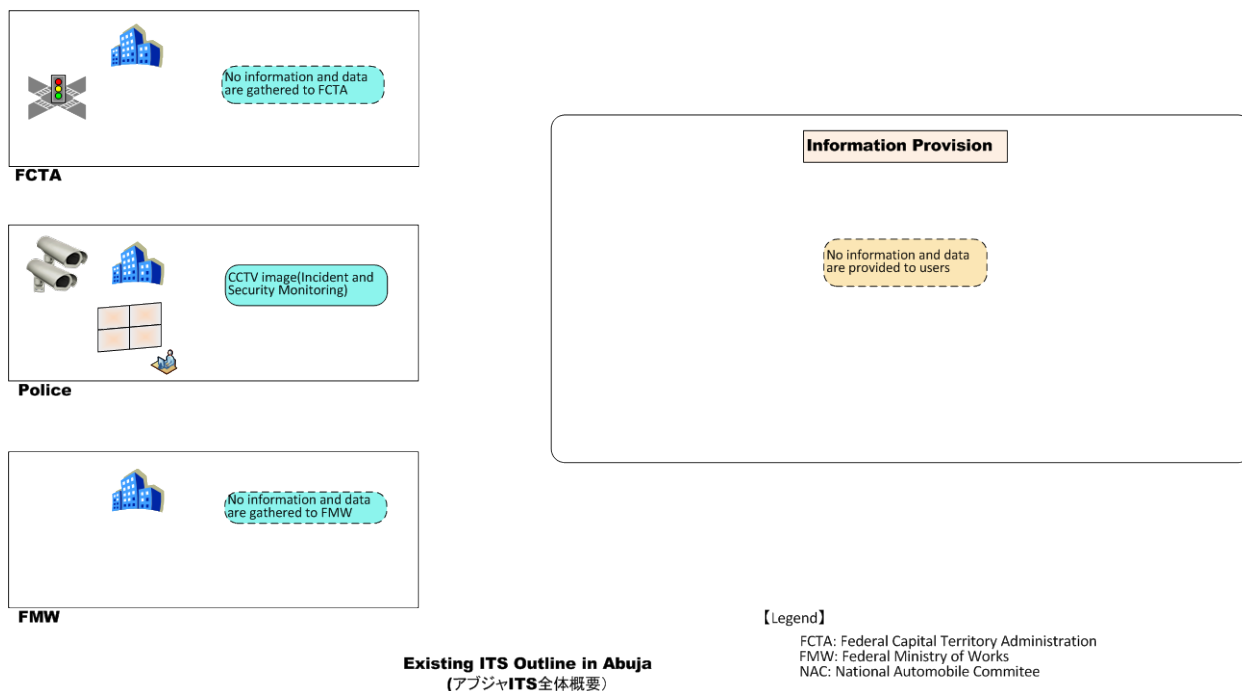 No information and data
are gathered to FCTA
FCTA
Information Provision
No information and data
are provided to users
CCTV image(Incident and
Security Monitoring)
Police
No information and data
are gathered to FMW
FMW
【Legend】
FCTA: Federal Capital Territory Administration
FMW: Federal Ministry of Works
NAC: National Automobile Commitee
Existing ITS Outline in Abuja
(アブジャITS全体概要）